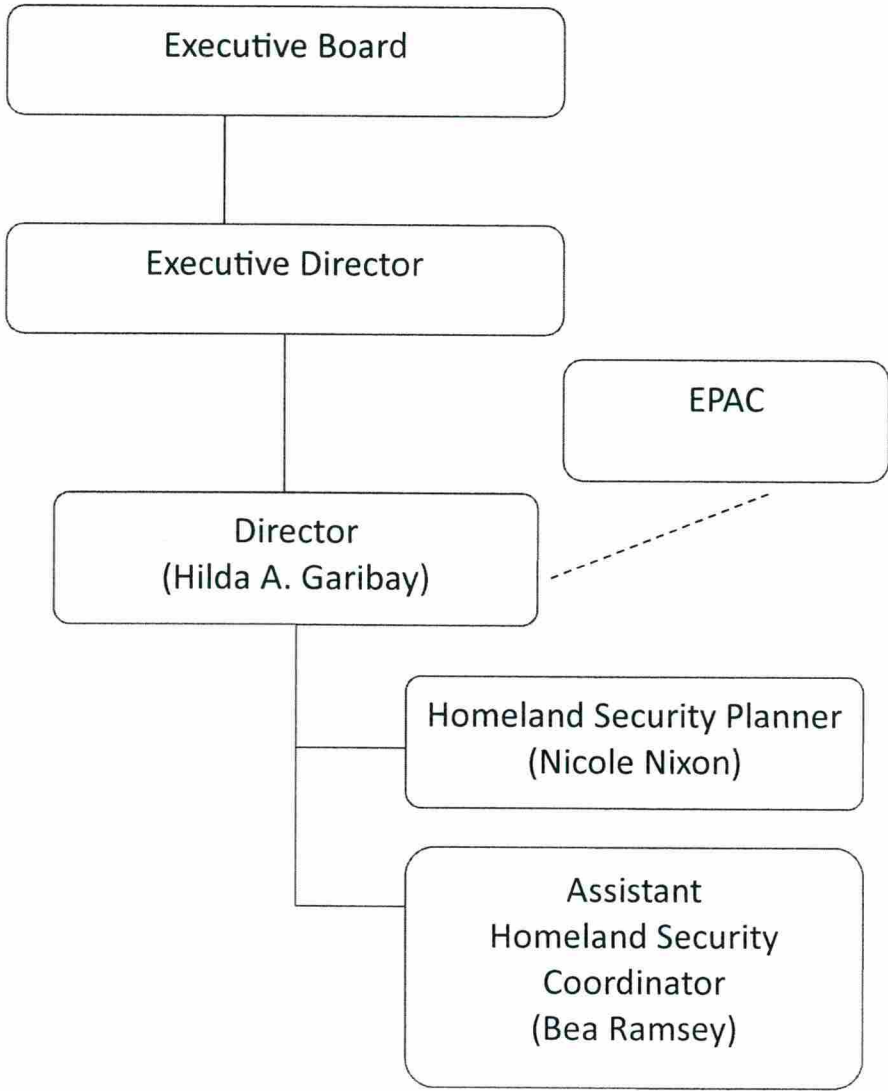 Executive Board
Executive Director
EPAC
Director
(Hilda A. Garibay)
Homeland Security Planner
(Nicole Nixon)
Assistant
Homeland Security
Coordinator
(Bea Ramsey)